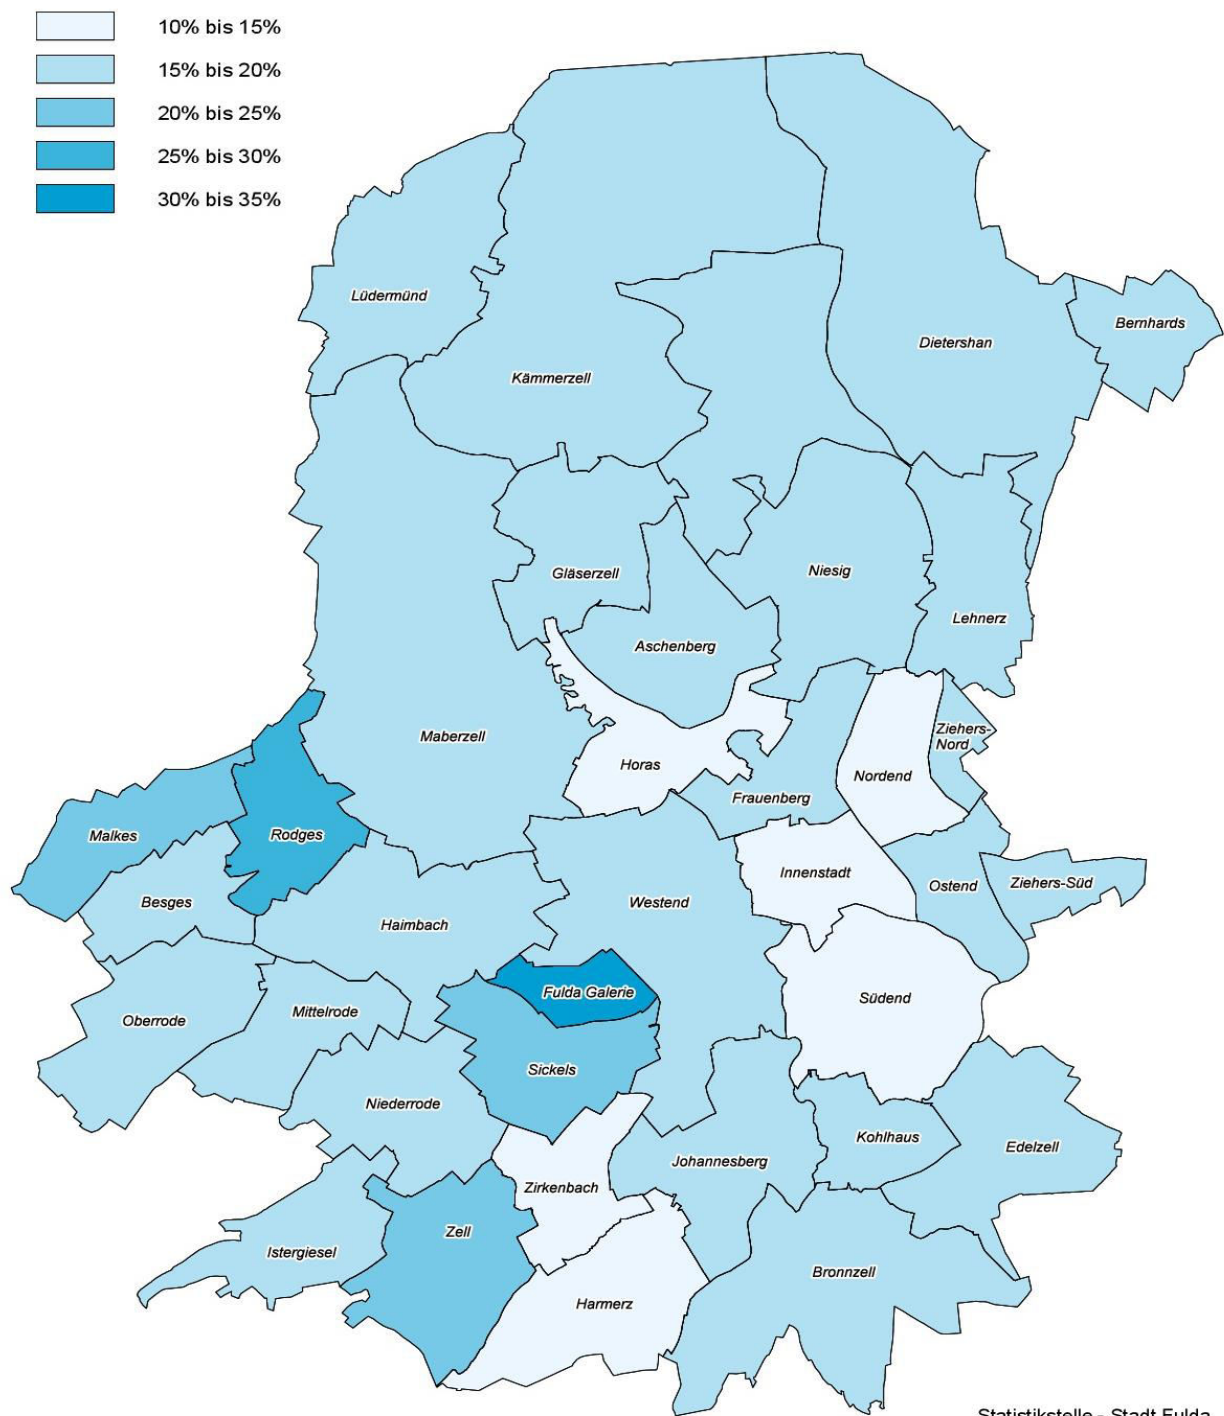 10% bis 15%
15% bis 20%
20% bis 25%
25% bis 30%
30% bis 35%
Lüdermünd
Bernhards
Dietershan
Kämmerzell
Gläserzell
Niesig
Lehnerz
Aschenberg
Maberzell
Ziehers-
Nord
Horas
Nordend
Frauenberg
Malkes
Rodges
Innenstadt
Ostend
Ziehers-Süd
Besges
Westend
Haimbach
Fulda Galerie
Südend
Mittelrode
Oberrode
Sickels
Niederrode
Kohlhaus
Edelzell
Johannesberg
Zirkenbach
Zell
Istergiesel
Bronnzell
Harmerz
Statistikstelle - Stadt Fulda